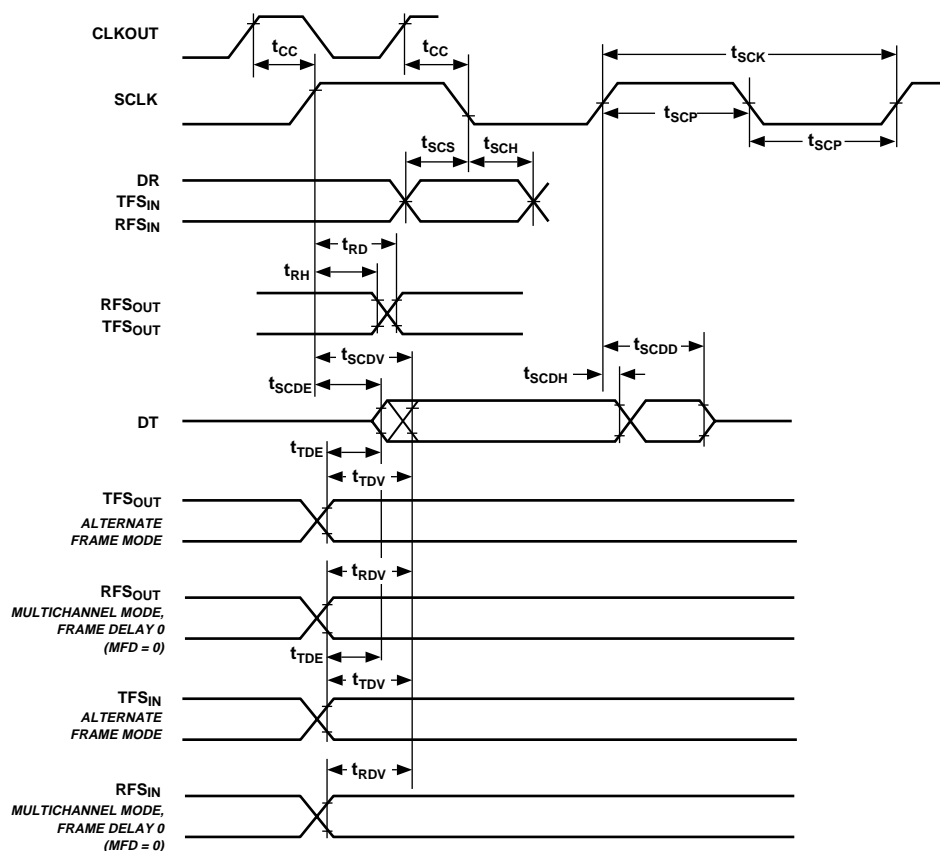 CLKOUT
tCC
tCC
tSCK
SCLK
tSCP
tSCP
tSCS
tSCH
DR
TFSIN
RFSIN
tRD
tRH
RFSOUT
TFSOUT
tSCDV
tSCDD
tSCDH
tSCDE
DT
tTDE
tTDV
TFSOUT
ALTERNATE
FRAME MODE
tRDV
RFSOUT
MULTICHANNEL MODE,
FRAME DELAY 0
(MFD = 0)
tTDE
tTDV
TFSIN
ALTERNATE
FRAME MODE
tRDV
RFSIN
MULTICHANNEL MODE,
FRAME DELAY 0
(MFD = 0)